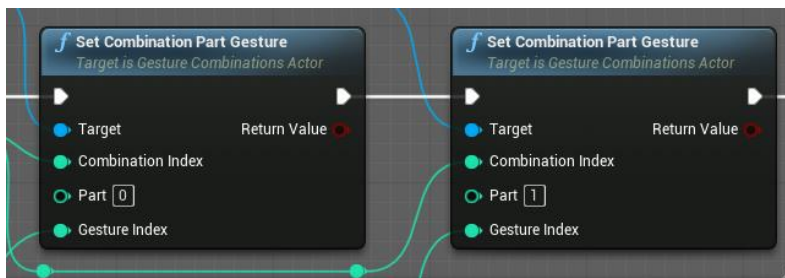 Set Combination Part Gesture
Target is Gesture Combinations Actor
Target
Return Value
Combination Index
Part 0
Gesture Index
Set Combination Part Gesture
Target is Gesture Combinations Actor
Target
Return Value
Combination Index
Part 1
Gesture Index